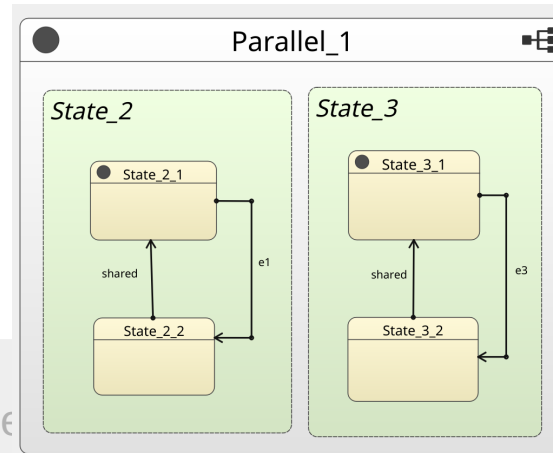 Parallel_1
State_2
State_3
State_2_1
State_3_1
e1
e3
shared
shared
State_2_2
State_3_2
e